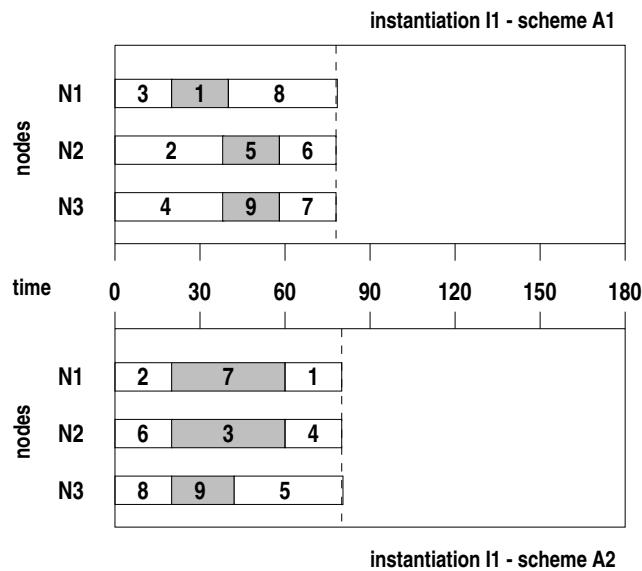 instantiation I1 - scheme A1
nodes
N1 3 1 8
N2 2 5 6
N3 4 9 7
time 0 30 60 90 120 150 180
nodes
N1 2 7 1
N2 6 3 4
N3 8 9 5
instantiation I1 - scheme A2